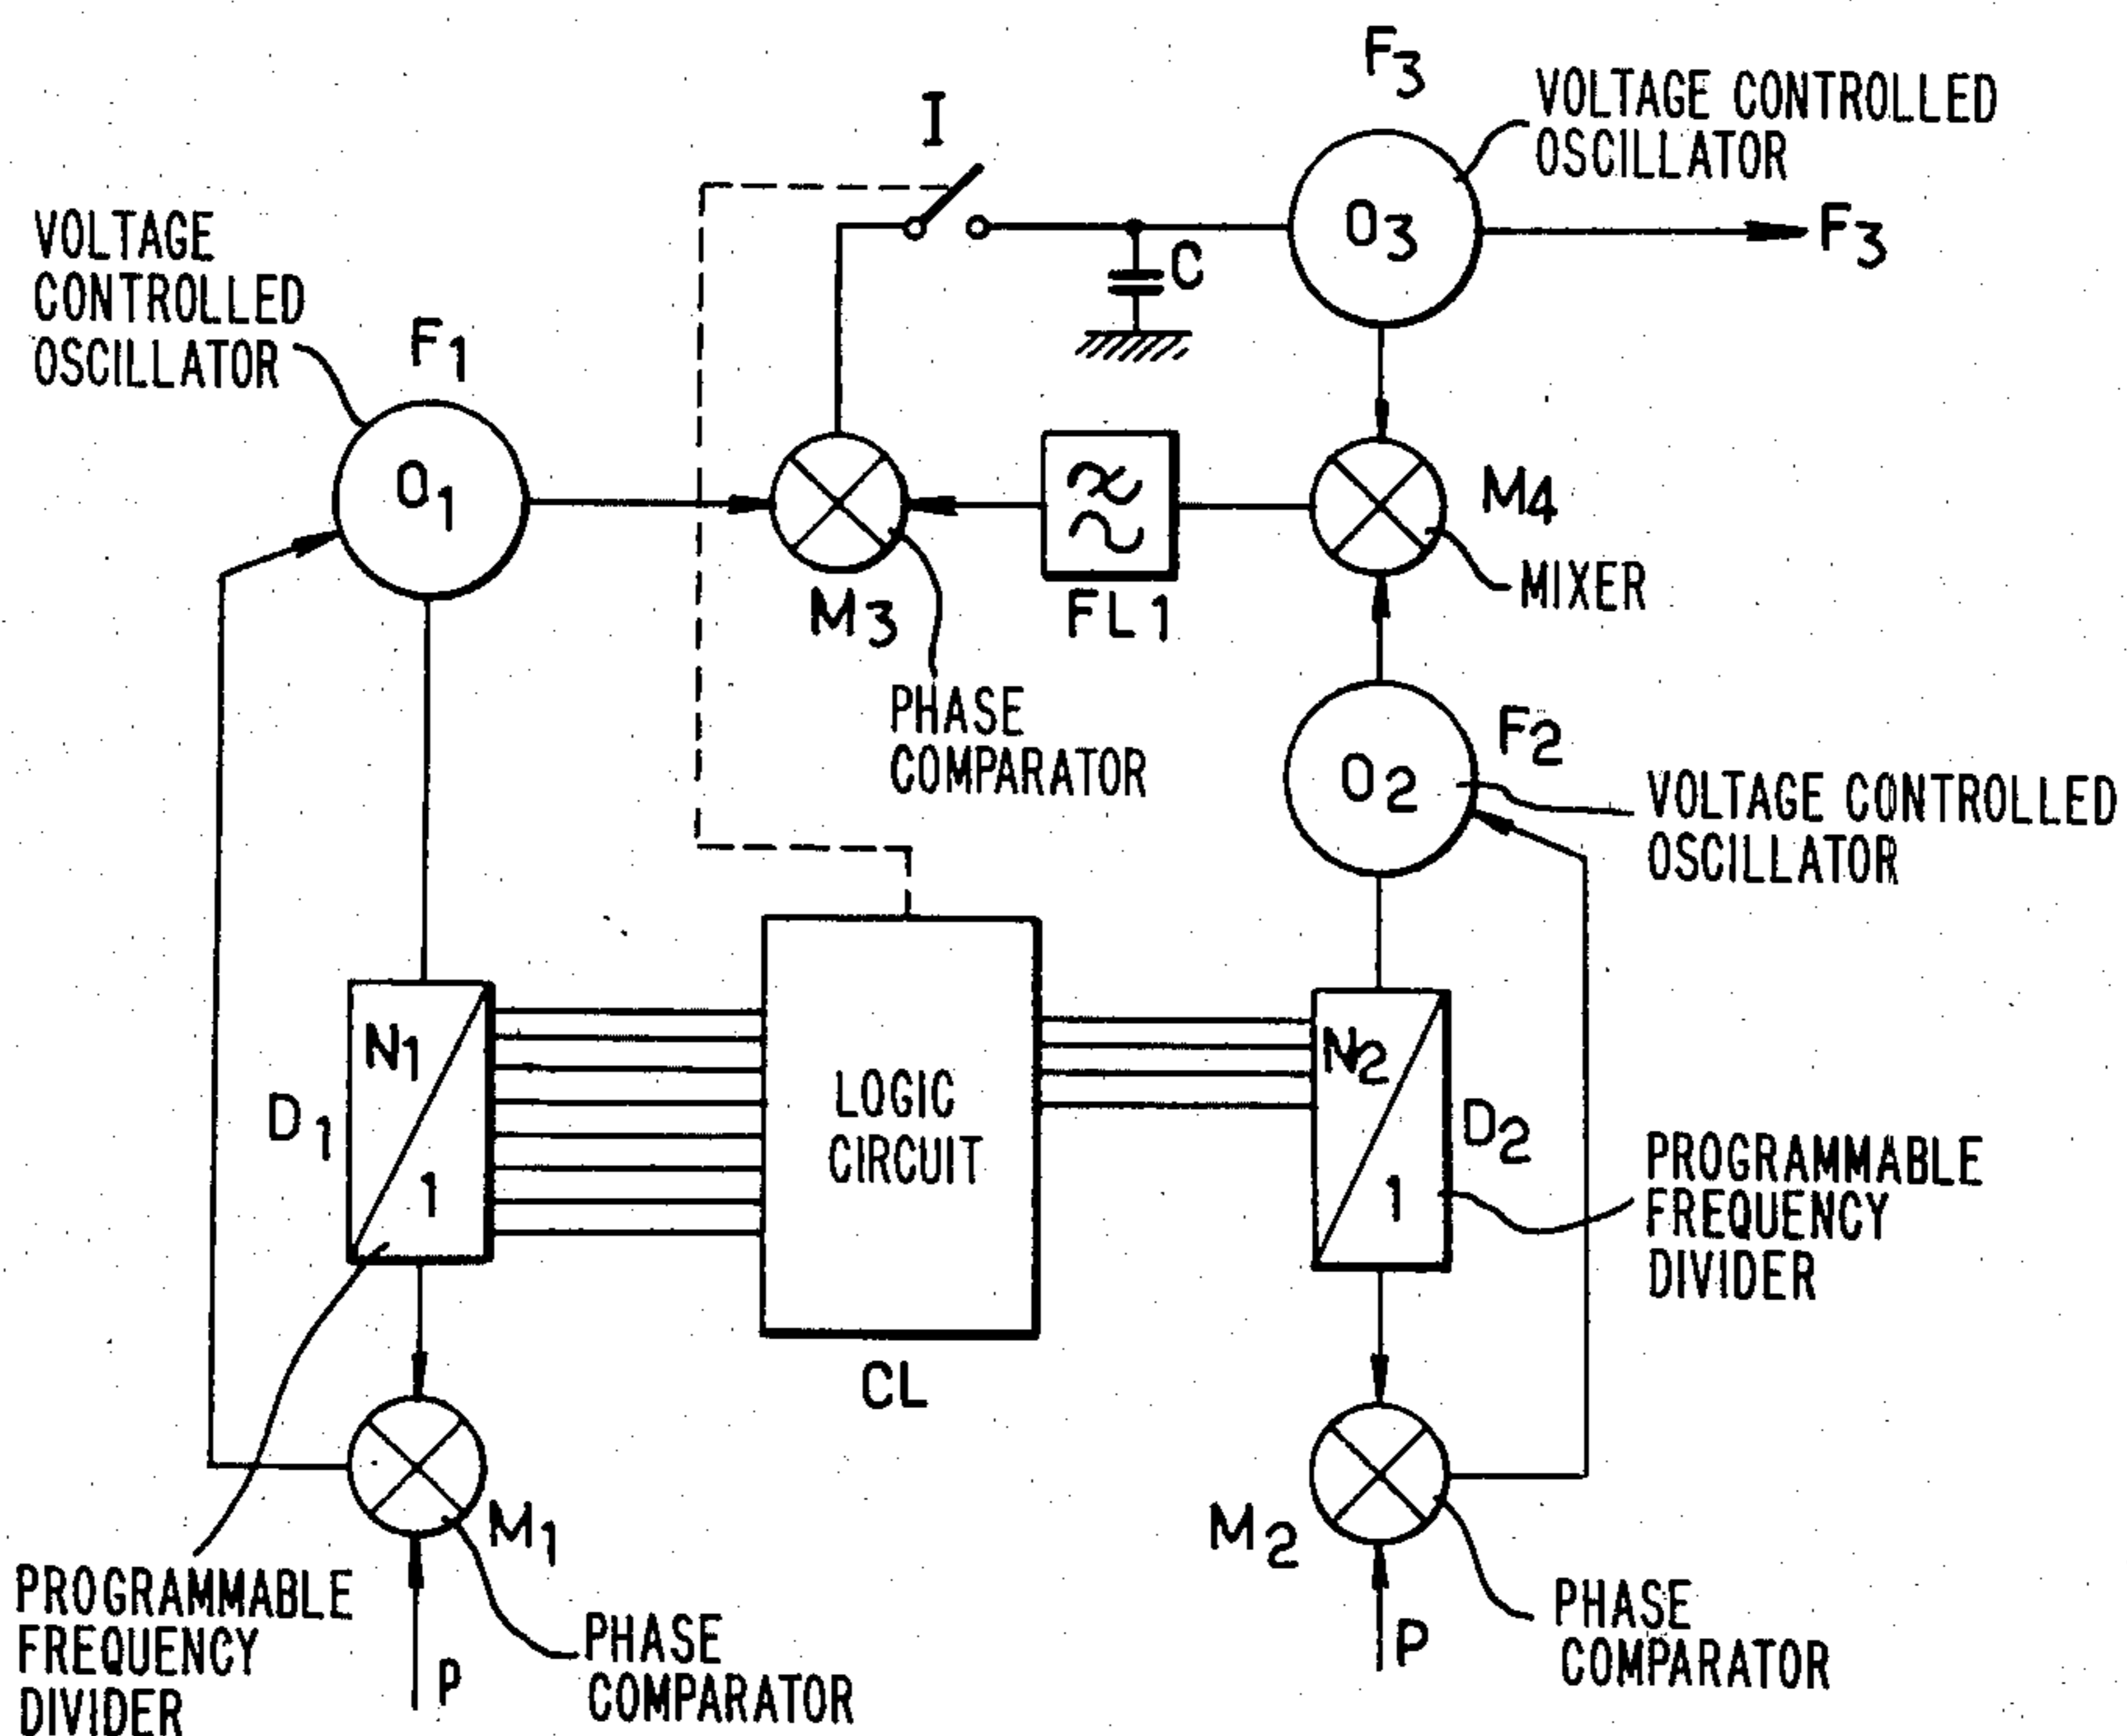 F3
VOLTAGE CONTROLLED
OSCILLATOR
I
O3
F3
C
VOLTAGE
CONTROLLED
OSCILLATOR
F1
O1
M3
PHASE
COMPARATOR
FL1
M4
MIXER
F2
O2
VOLTAGE CONTROLLED
OSCILLATOR
N1
1
D1
LOGIC
CIRCUIT
CL
N2
1
D2
PROGRAMMABLE
FREQUENCY
DIVIDER
M1
P
PROGRAMMABLE
FREQUENCY
DIVIDER
PHASE
COMPARATOR
M2
P
PHASE
COMPARATOR